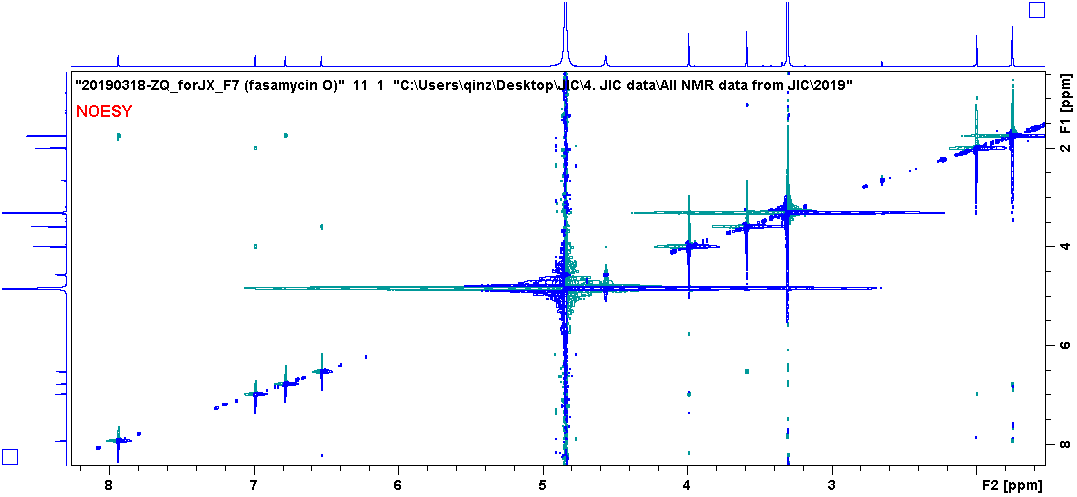 "20190318-ZQ_forJX_F7 (fasamycin O)" 11 1 "C:\Users\qinz\Desktop\JIC\4. JIC data\All NMR data from JIC\2019"
NOESY
F1 [ppm]
2
4
6
8
8 7 6 5 4 3 F2 [ppm]